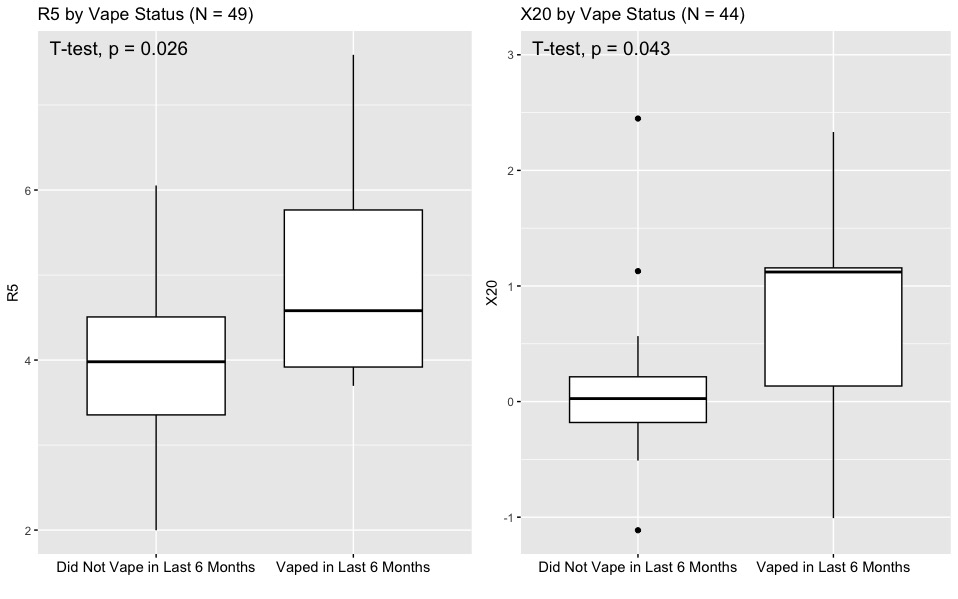 R5 by Vape Status (N = 49)
T-test, p = 0.026
R5
6
4
2
Did Not Vape in Last 6 Months
Vaped in Last 6 Months
X20 by Vape Status (N = 44)
T-test, p = 0.043
X20
3
2
1
0
-1
Did Not Vape in Last 6 Months
Vaped in Last 6 Months